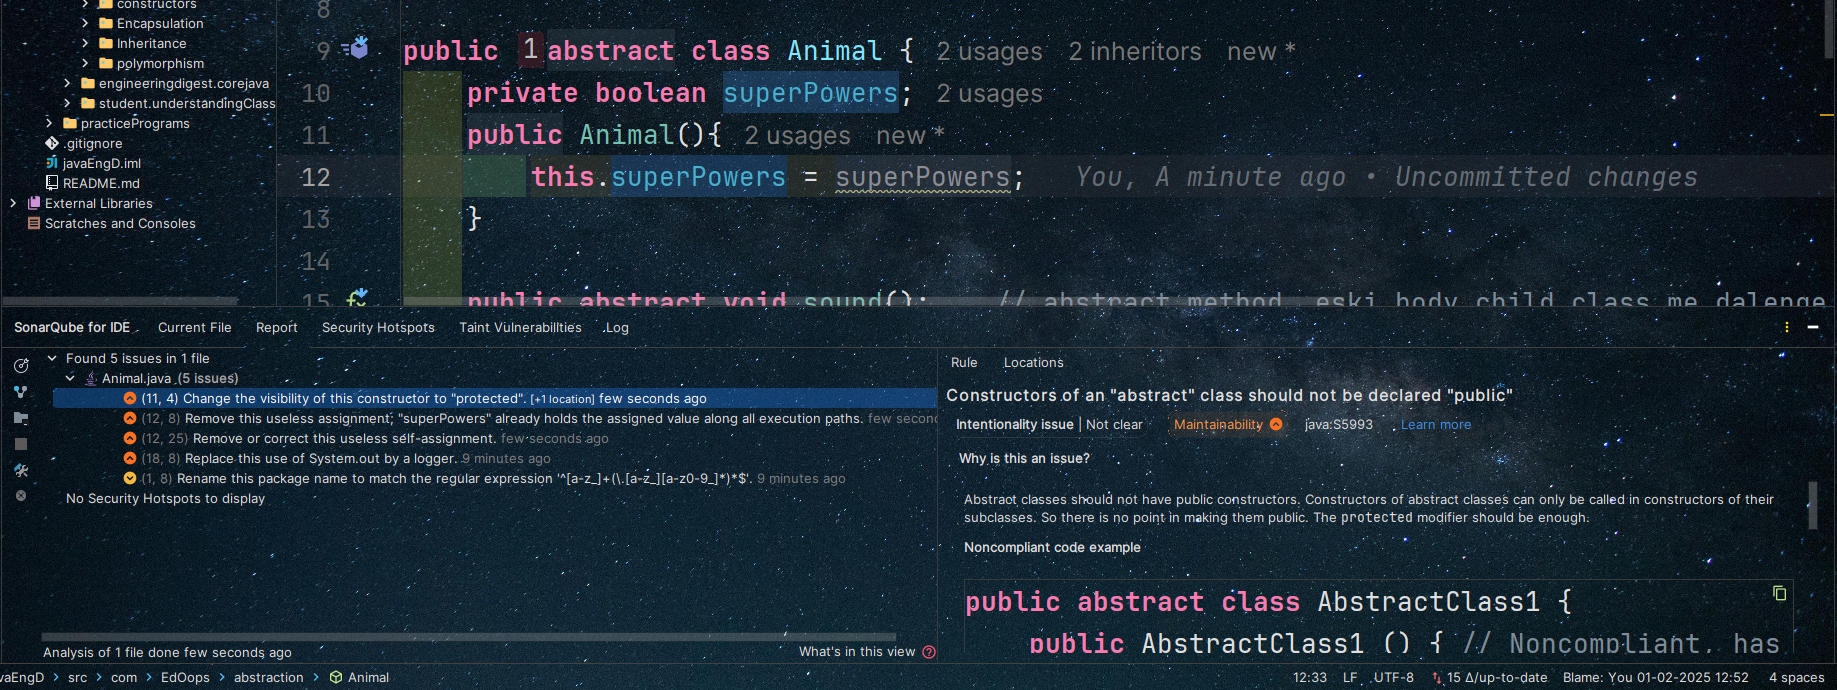 constructors
Encapsulation
Inheritance
polymorphism
engineeringdigest.corejava
student.understandingClass
practicePrograms
.gitignore
javaEngD.iml
README.md
External Libraries
Scratches and Consoles
8
9 public 1 abstract class Animal { 2 usages 2 inheritors new *
10 private boolean superPowers; 2 usages
11 public Animal(){ 2 usages new *
12 this.superPowers = superPowers; You, A minute ago • Uncommitted changes
13 }
14
15 public abstract void sound(); // abstract method, eski body child class me dalenge
SonarQube for IDE Current File Report Security Hotspots Taint Vulnerabilities Log
Found 5 issues in 1 file
Animal.java (5 issues)
(11, 4) Change the visibility of this constructor to "protected". [+1 location] few seconds ago
(12, 8) Remove this useless assignment; "superPowers" already holds the assigned value along all execution paths. few second
(12, 25) Remove or correct this useless self-assignment. few seconds ago
(18, 8) Replace this use of System.out by a logger. 9 minutes ago
(1, 8) Rename this package name to match the regular expression '^[a-z_]+(\.[a-z_][a-z0-9_]*)*$'. 9 minutes ago
No Security Hotspots to display
Analysis of 1 file done few seconds ago
What's in this view
Rule Locations
Constructors of an "abstract" class should not be declared "public"
Intentionality issue | Not clear Maintainability java:S5993 Learn more
Why is this an issue?
Abstract classes should not have public constructors. Constructors of abstract classes can only be called in constructors of their
subclasses. So there is no point in making them public. The protected modifier should be enough.
Noncompliant code example
public abstract class AbstractClass1 {
public AbstractClass1 () { // Noncompliant, has
vaEngD › src › com › EdOops › abstraction › Animal
12:33 LF UTF-8 15 Δ/up-to-date Blame: You 01-02-2025 12:52 4 spaces